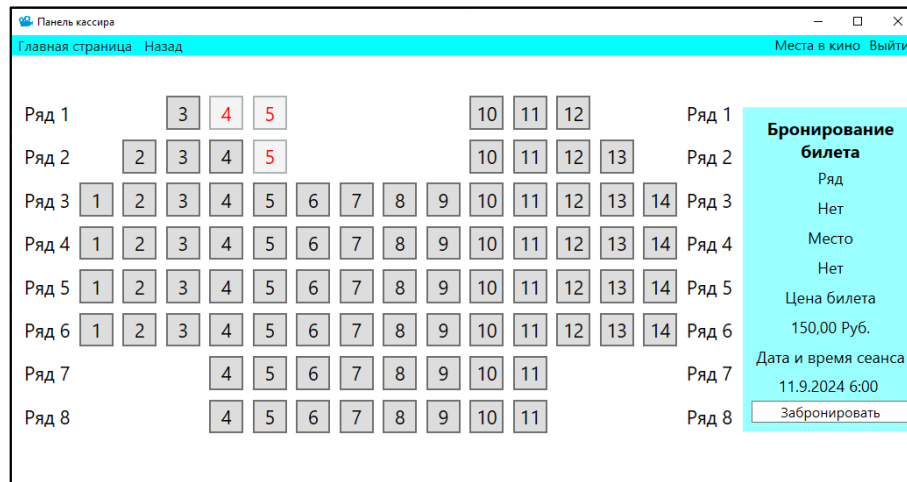 Панель кассира
Главная страница Назад Места в кино Выйти
Ряд 1 3 4 5 10 11 12 Ряд 1
Ряд 2 2 3 4 5 10 11 12 13 Ряд 2
Ряд 3 1 2 3 4 5 6 7 8 9 10 11 12 13 14 Ряд 3
Ряд 4 1 2 3 4 5 6 7 8 9 10 11 12 13 14 Ряд 4
Ряд 5 1 2 3 4 5 6 7 8 9 10 11 12 13 14 Ряд 5
Ряд 6 1 2 3 4 5 6 7 8 9 10 11 12 13 14 Ряд 6
Ряд 7 4 5 6 7 8 9 10 11 Ряд 7
Ряд 8 4 5 6 7 8 9 10 11 Ряд 8
Бронирование
билета
Ряд
Нет
Место
Нет
Цена билета
150,00 Руб.
Дата и время сеанса
11.9.2024 6:00
Забронировать